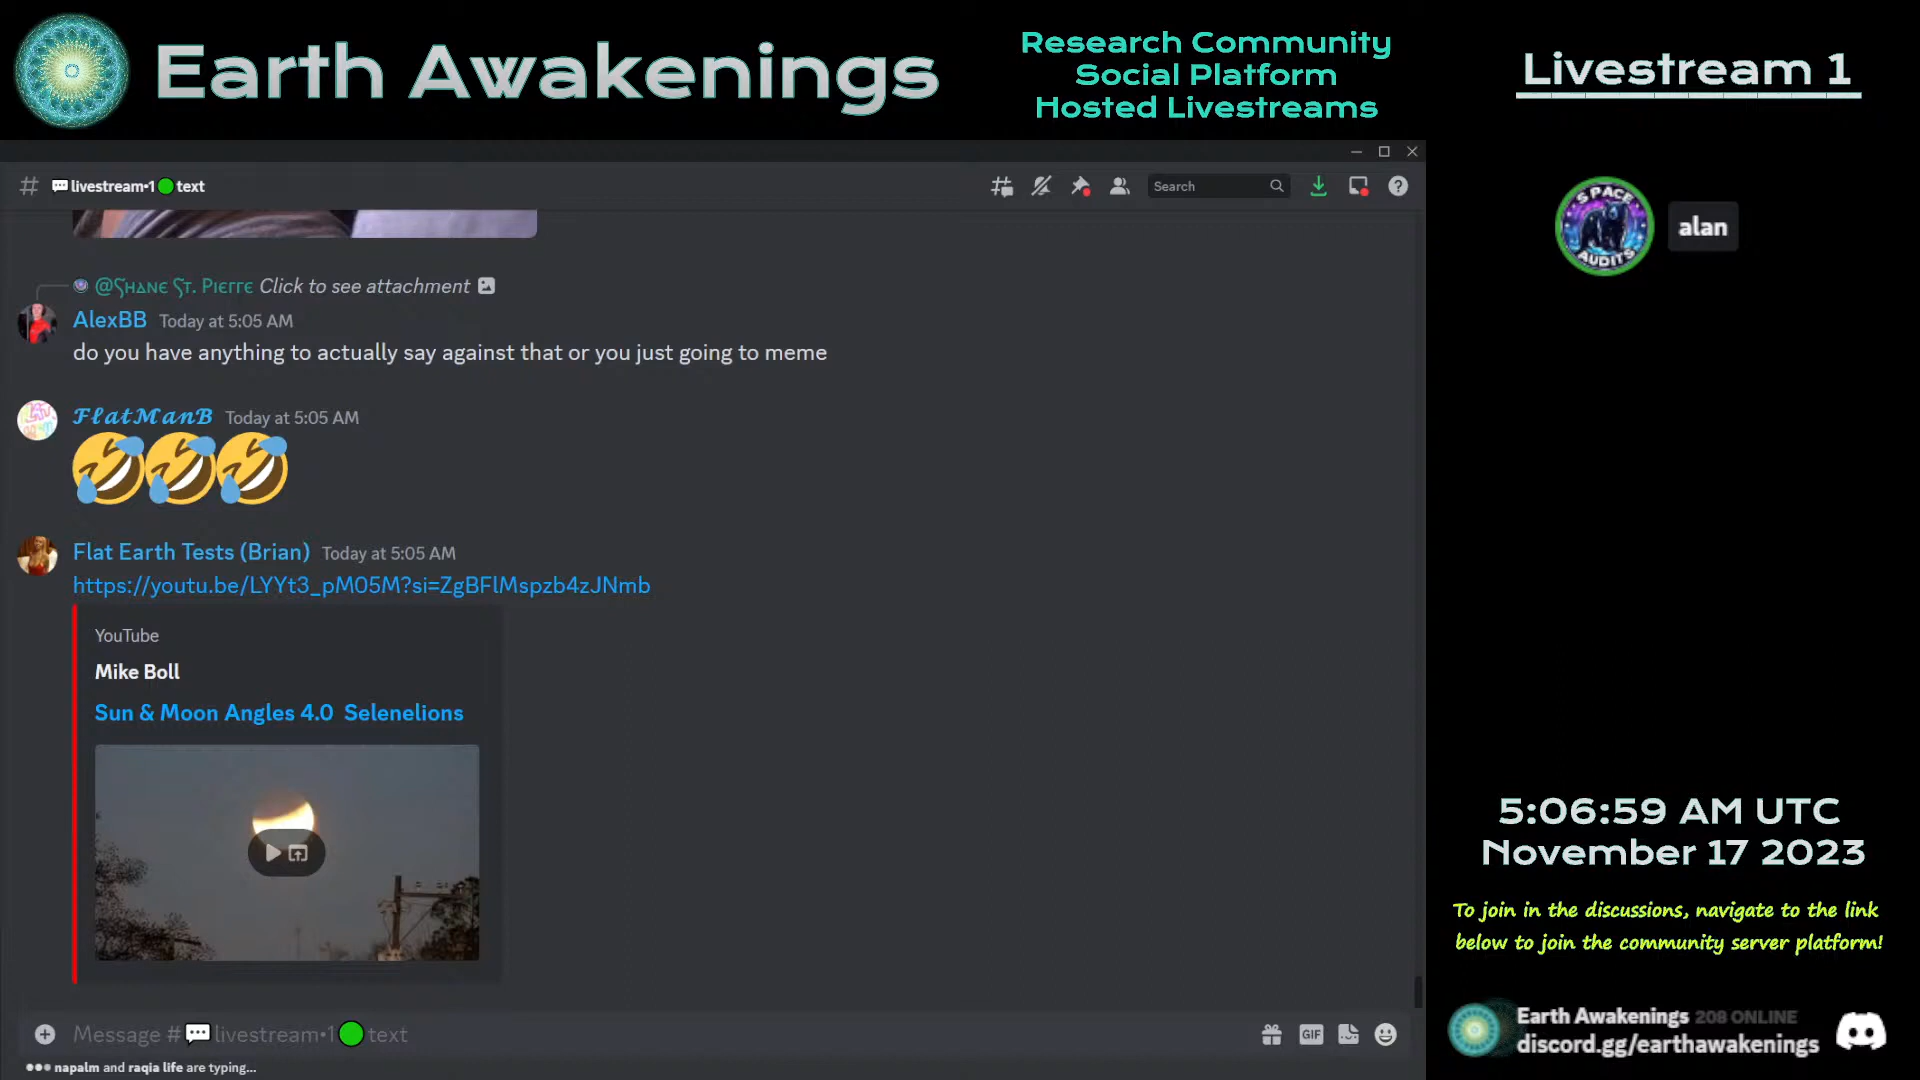 Earth Awakenings
Research Community
Social Platform
Hosted Livestreams
Livestream 1
livestream•1 text
Search
@Shane St. Pierre Click to see attachment
AlexBB Today at 5:05 AM
do you have anything to actually say against that or you just going to meme
FlatManB Today at 5:05 AM
Flat Earth Tests (Brian) Today at 5:05 AM
https://youtu.be/LYYt3_pM05M?si=ZgBFlMspzb4zJNmb
YouTube
Mike Boll
Sun & Moon Angles 4.0 Selenelions
Message # livestream•1 text
GIF
napalm and raqia life are typing...
SPACE
AUDITS
alan
5:06:59 AM UTC
November 17 2023
To join in the discussions, navigate to the link
below to join the community server platform!
Earth Awakenings 208 ONLINE
discord.gg/earthawakenings